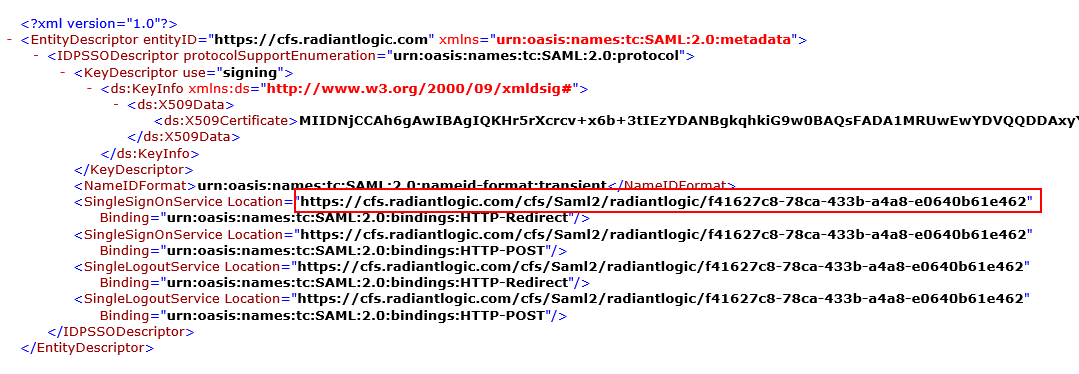 <?xml version="1.0"?>
- <EntityDescriptor entityID="https://cfs.radiantlogic.com" xmlns="urn:oasis:names:tc:SAML:2.0:metadata">
- <IDPSSODescriptor protocolSupportEnumeration="urn:oasis:names:tc:SAML:2.0:protocol">
- <KeyDescriptor use="signing">
- <ds:KeyInfo xmlns:ds="http://www.w3.org/2000/09/xmldsig#">
- <ds:X509Data>
<ds:X509Certificate>MIIDNjCCAh6gAwIBAgIQKHr5rXcrcv+x6b+3tIEzYDANBgkqhkiG9w0BAQsFADA1MRUwEwYDVQQDDAxyY
</ds:X509Data>
</ds:KeyInfo>
</KeyDescriptor>
<NameIDFormat>urn:oasis:names:tc:SAML:2.0:nameid-format:transient</NameIDFormat>
<SingleSignOnService Location="https://cfs.radiantlogic.com/cfs/Saml2/radiantlogic/f41627c8-78ca-433b-a4a8-e0640b61e462"
Binding="urn:oasis:names:tc:SAML:2.0:bindings:HTTP-Redirect"/>
<SingleSignOnService Location="https://cfs.radiantlogic.com/cfs/Saml2/radiantlogic/f41627c8-78ca-433b-a4a8-e0640b61e462"
Binding="urn:oasis:names:tc:SAML:2.0:bindings:HTTP-POST"/>
<SingleLogoutService Location="https://cfs.radiantlogic.com/cfs/Saml2/radiantlogic/f41627c8-78ca-433b-a4a8-e0640b61e462"
Binding="urn:oasis:names:tc:SAML:2.0:bindings:HTTP-Redirect"/>
<SingleLogoutService Location="https://cfs.radiantlogic.com/cfs/Saml2/radiantlogic/f41627c8-78ca-433b-a4a8-e0640b61e462"
Binding="urn:oasis:names:tc:SAML:2.0:bindings:HTTP-POST"/>
</IDPSSODescriptor>
</EntityDescriptor>